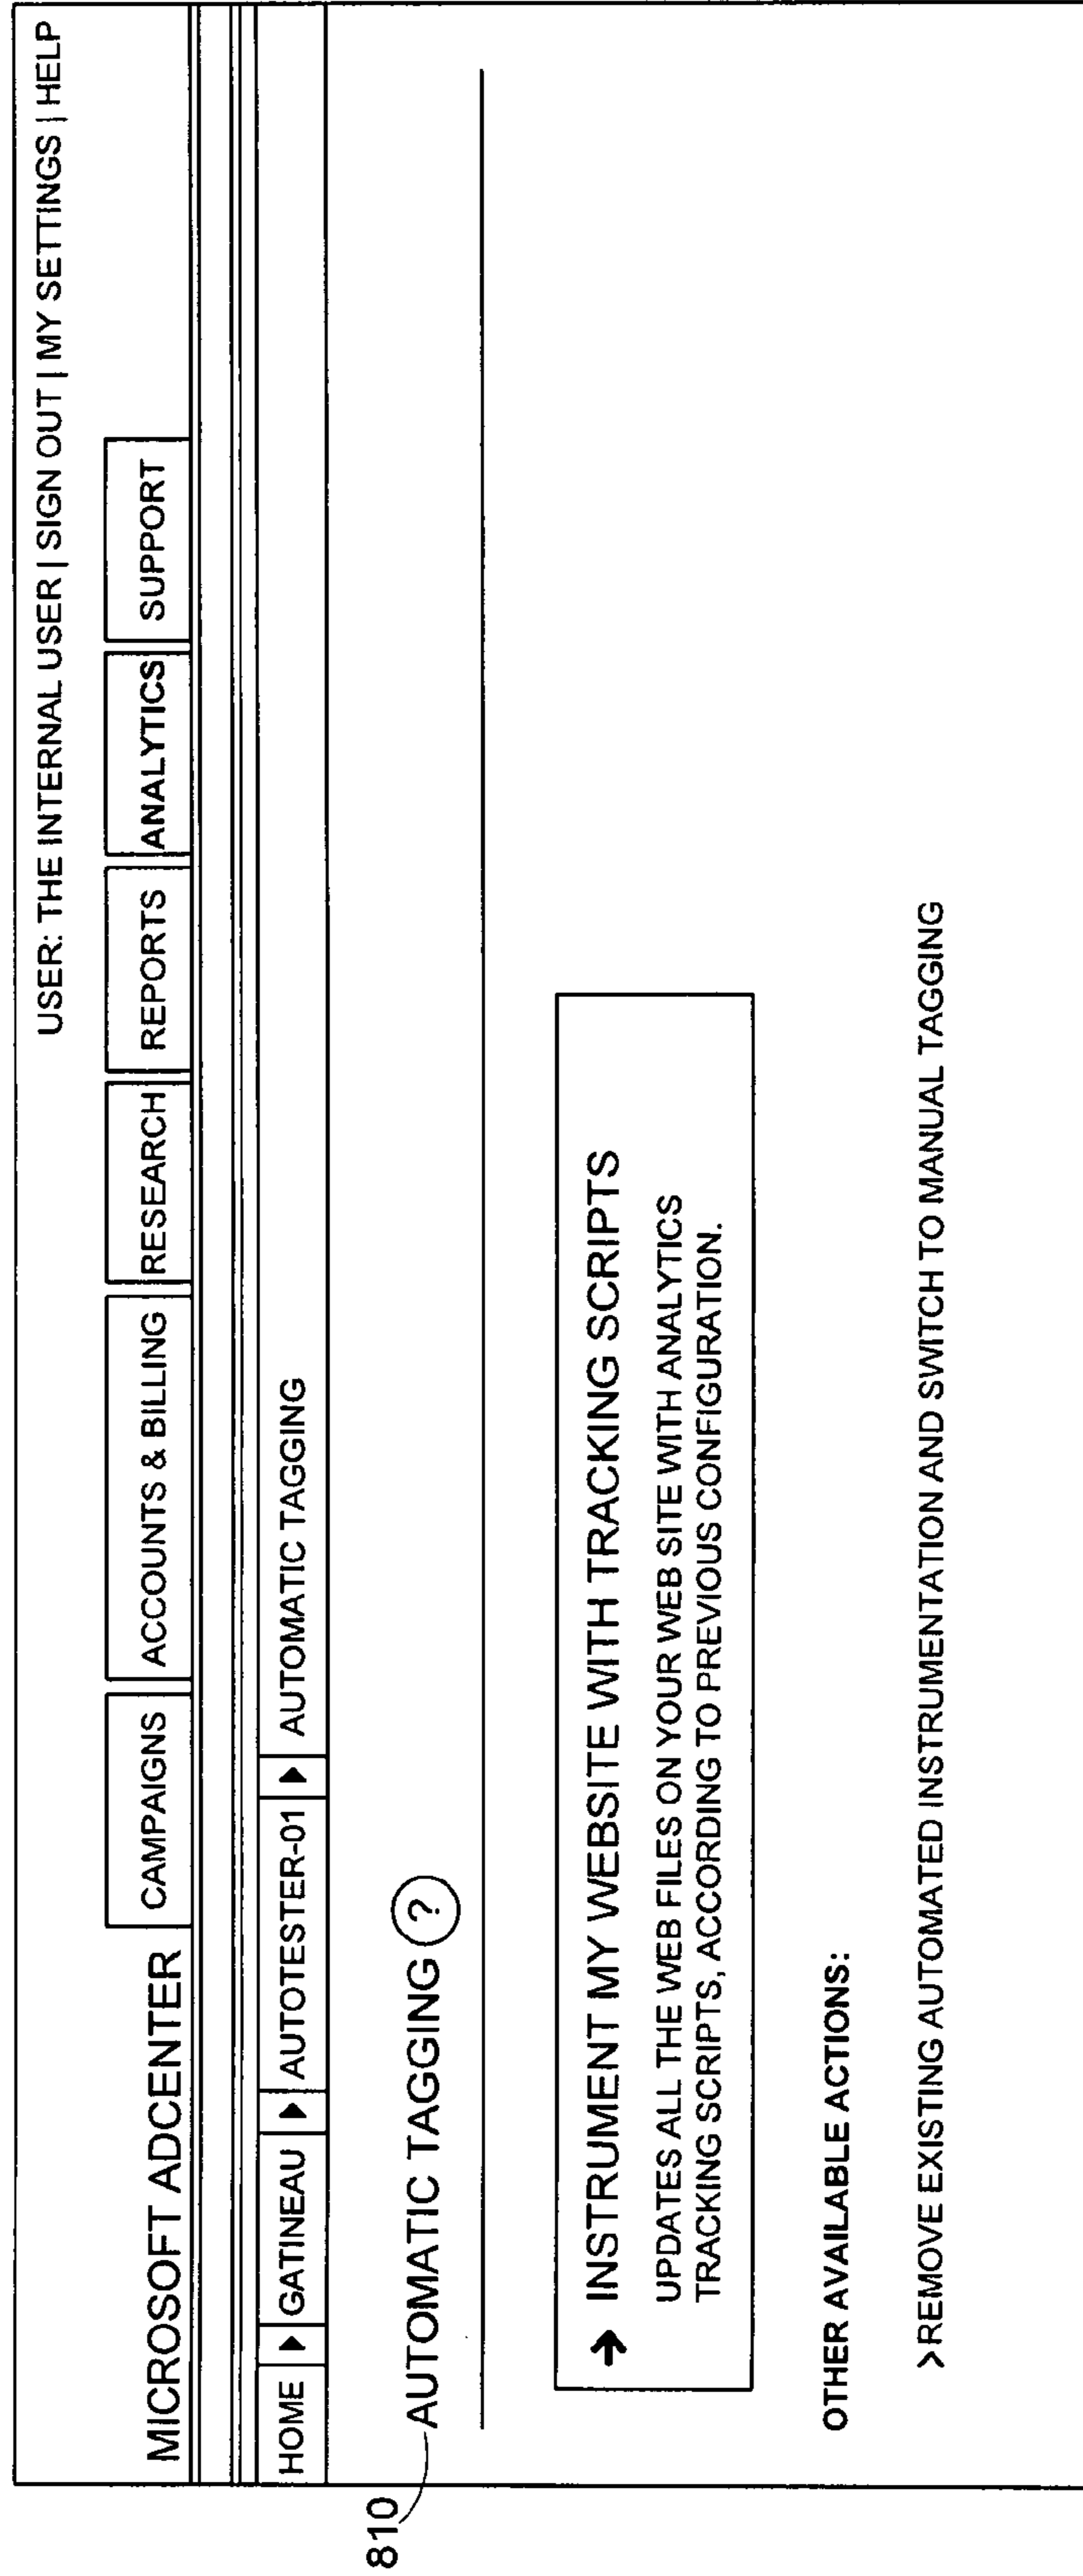 USER: THE INTERNAL USER | SIGN OUT | MY SETTINGS | HELP
MICROSOFT ADCENTER CAMPAIGNS ACCOUNTS & BILLING RESEARCH REPORTS ANALYTICS SUPPORT
HOME GATINEAU AUTOTESTER-01 AUTOMATIC TAGGING
810 AUTOMATIC TAGGING ?
INSTRUMENT MY WEBSITE WITH TRACKING SCRIPTS
UPDATES ALL THE WEB FILES ON YOUR WEB SITE WITH ANALYTICS
TRACKING SCRIPTS, ACCORDING TO PREVIOUS CONFIGURATION.
OTHER AVAILABLE ACTIONS:
>REMOVE EXISTING AUTOMATED INSTRUMENTATION AND SWITCH TO MANUAL TAGGING